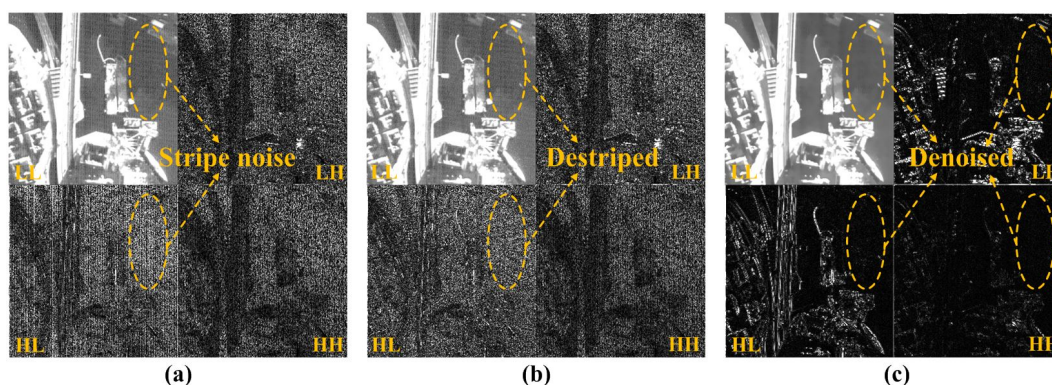 LL
Stripe noise
LH
HL
HH
(a)
LL
Destriped
LH
HL
HH
(b)
LL
Denoised
LH
HL
HH
(c)